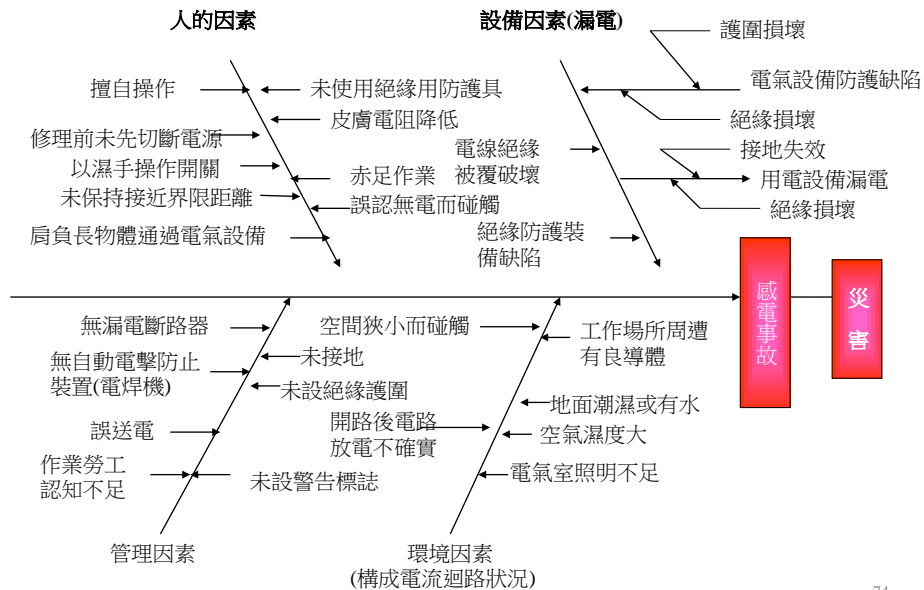 人的因素
設備因素(漏電)
護圍損壞
擅自操作
未使用絕緣用防護具
電氣設備防護缺陷
皮膚電阻降低
絕緣損壞
修理前未先切斷電源
電線絕緣
被覆破壞
接地失效
以濕手操作開關
赤足作業
用電設備漏電
未保持接近界限距離
誤認無電而碰觸
絕緣損壞
肩負長物體通過電氣設備
絕緣防護裝
備缺陷
感電事故
災害
無漏電斷路器
空間狹小而碰觸
工作場所周遭
有良導體
無自動電擊防止
裝置(電焊機)
未接地
未設絕緣護圍
地面潮濕或有水
誤送電
開路後電路
放電不確實
空氣濕度大
作業勞工
認知不足
未設警告標誌
電氣室照明不足
管理因素
環境因素
(構成電流迴路狀況)